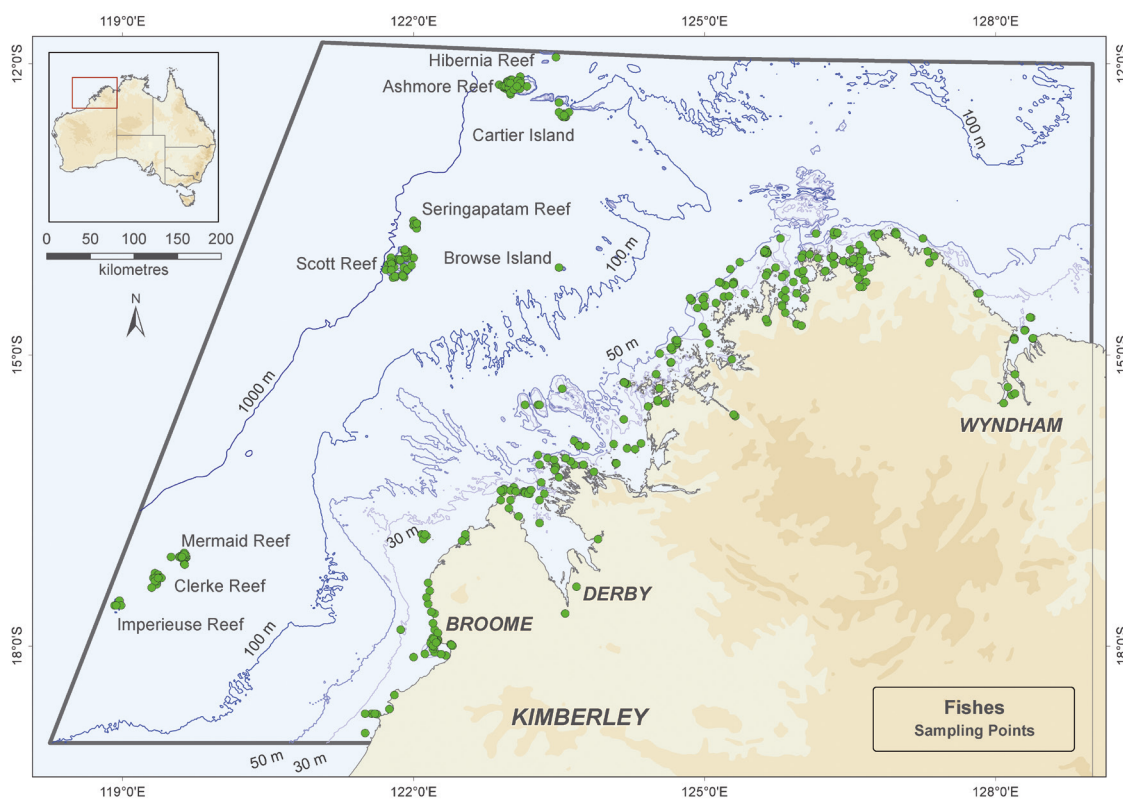 119°0'E 122°0'E 125°0'E 128°0'E
12°0'S
12°0'S
Hibernia Reef
Ashmore Reef
Cartier Island
100 m
Seringapatam Reef
0 50 100 150 200
kilometres
Scott Reef
Browse Island
100 m
N
50 m
15°0'S
15°0'S
1000 m
WYNDHAM
30 m
Mermaid Reef
Clerke Reef
DERBY
Imperieuse Reef
BROOME
100 m
18°0'S
18°0'S
KIMBERLEY
Fishes
Sampling Points
50 m 30 m
119°0'E 122°0'E 125°0'E 128°0'E